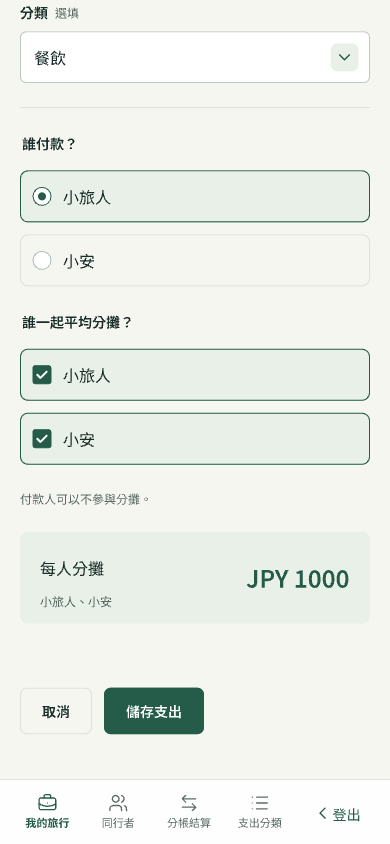 分類 選填
餐飲
誰付款？
小旅人
小安
誰一起平均分攤？
小旅人
小安
付款人可以不參與分攤。
每人分攤
JPY 1000
小旅人、小安
取消
儲存支出
我的旅行
同行者
分帳結算
支出分類
登出